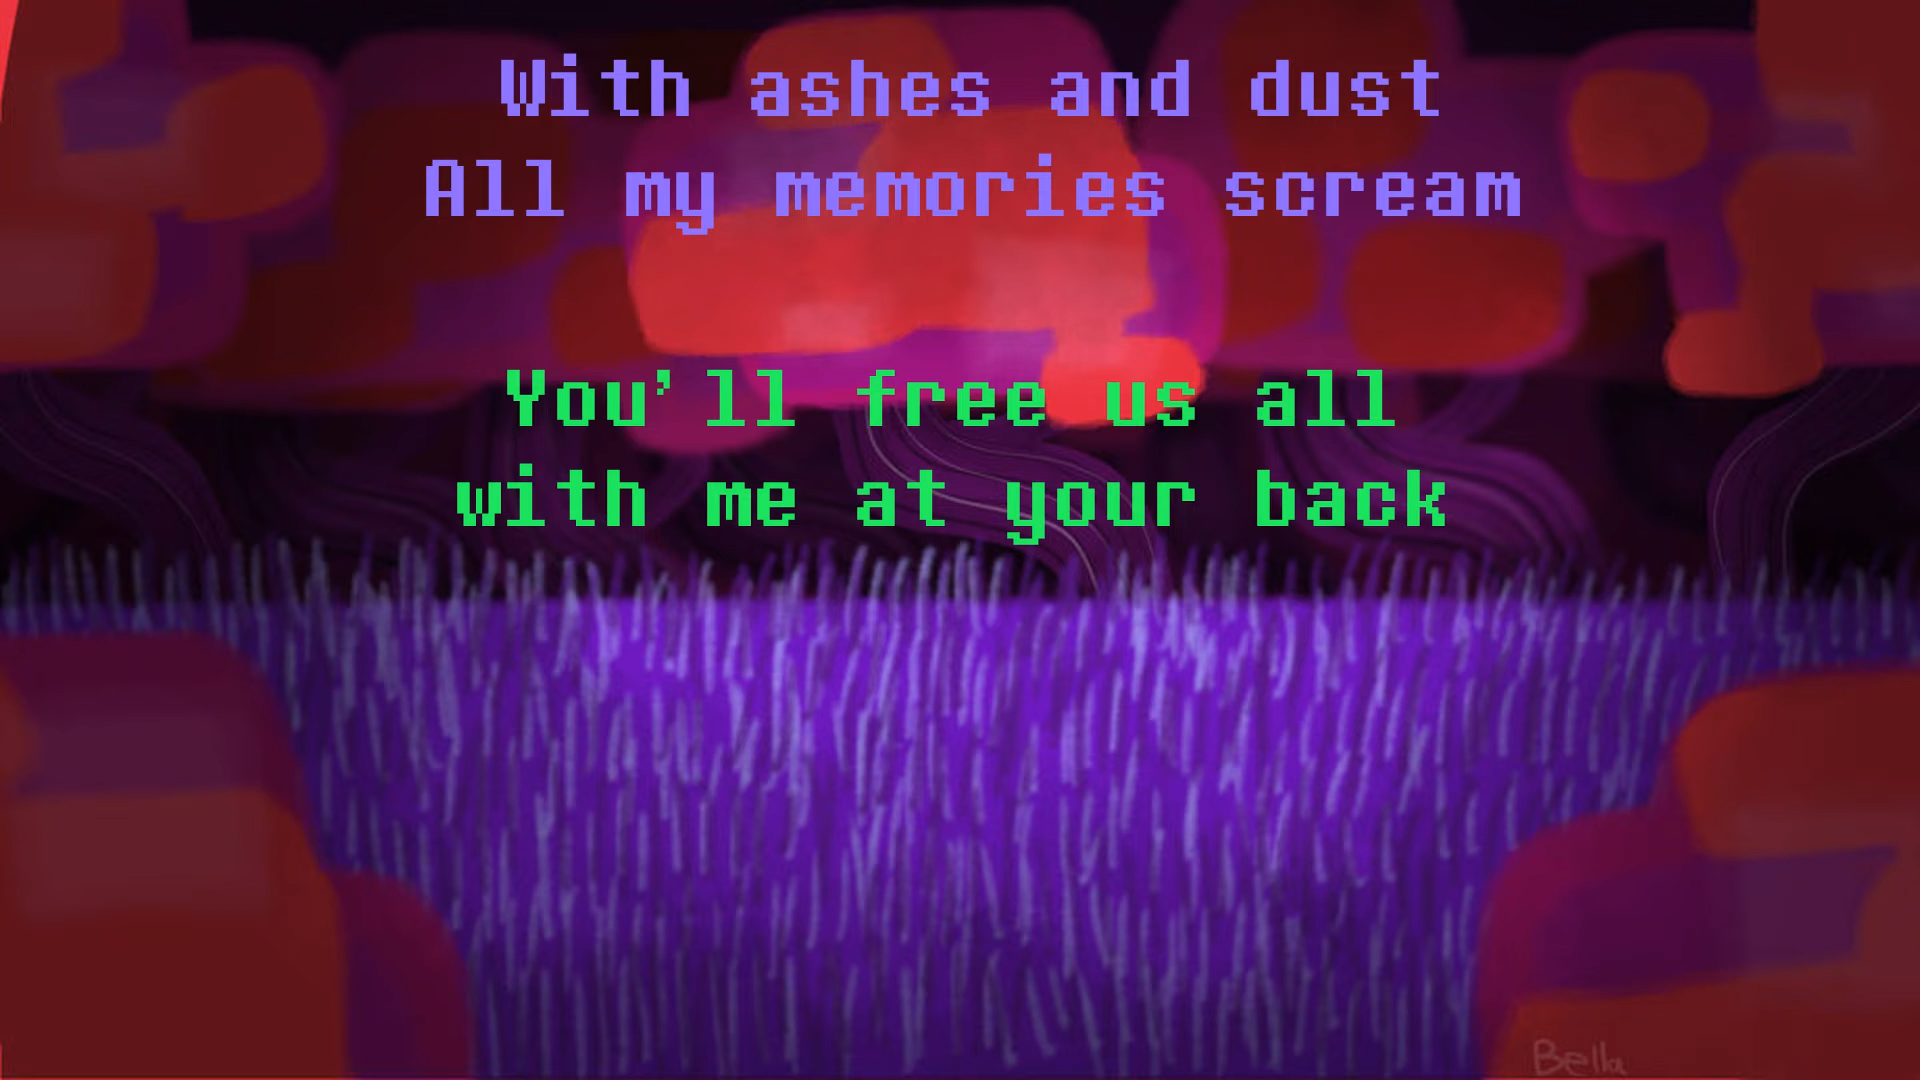 With ashes and dust
All my memories scream
You'll free us all
with me at your back
Bella